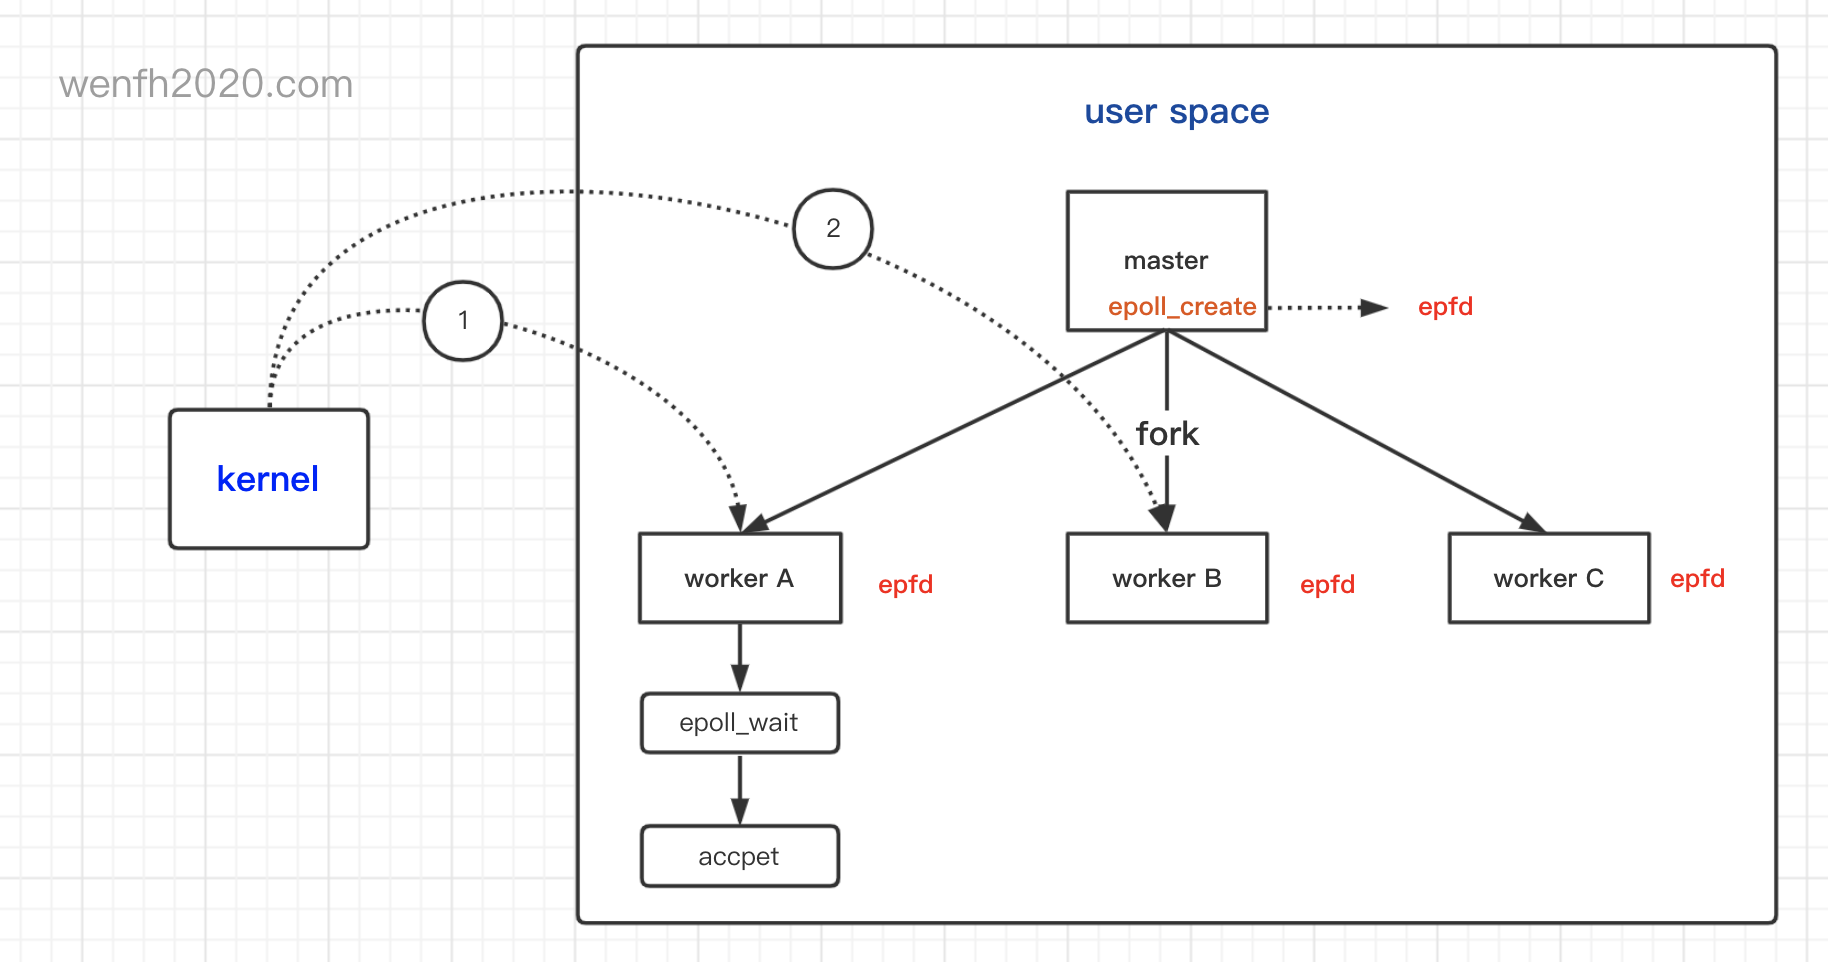 wenfh2020.com
user space
2
master
1
epoll_create
epfd
fork
kernel
worker A
epfd
worker B
epfd
worker C
epfd
epoll_wait
accpet